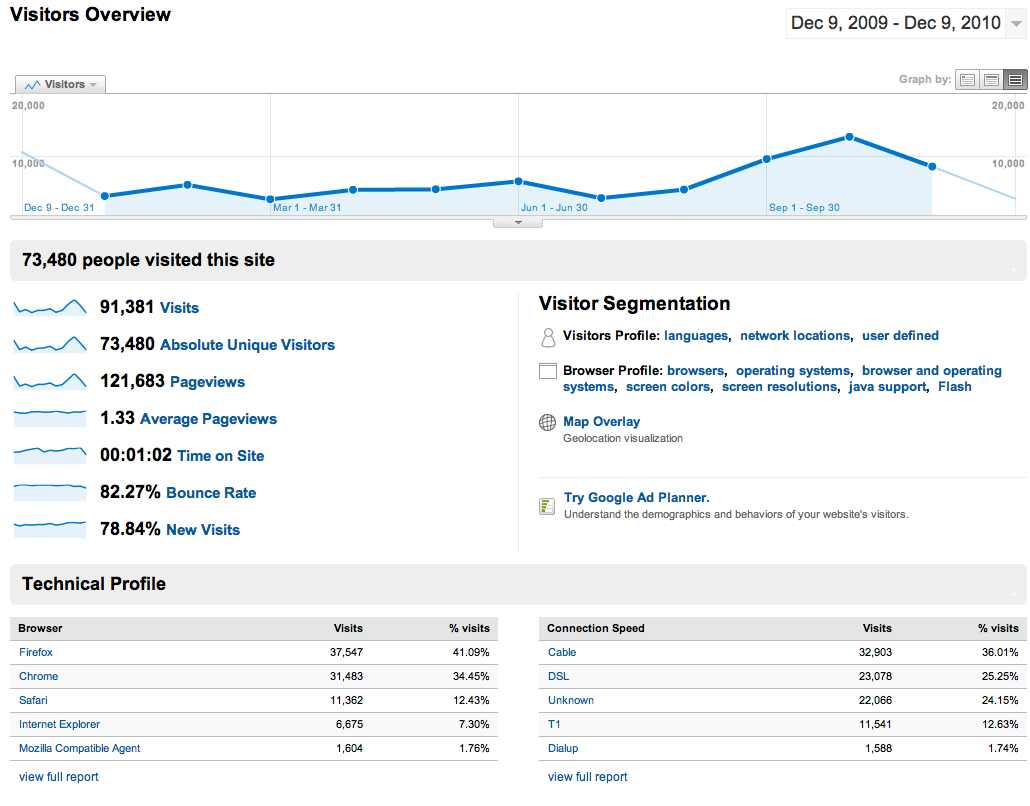 Visitors Overview
Dec 9, 2009 - Dec 9, 2010
Visitors
Graph by:
20,000 20,000
10,000 10,000
Dec 9 - Dec 31 Mar 1 - Mar 31 Jun 1 - Jun 30 Sep 1 - Sep 30
73,480 people visited this site
91,381 Visits
73,480 Absolute Unique Visitors
121,683 Pageviews
1.33 Average Pageviews
00:01:02 Time on Site
82.27% Bounce Rate
78.84% New Visits
Visitor Segmentation
Visitors Profile: languages, network locations, user defined
Browser Profile: browsers, operating systems, browser and operating
systems, screen colors, screen resolutions, java support, Flash
Map Overlay
Geolocation visualization
Try Google Ad Planner.
Understand the demographics and behaviors of your website's visitors.
Technical Profile
Browser Visits % visits
Firefox 37,547 41.09%
Chrome 31,483 34.45%
Safari 11,362 12.43%
Internet Explorer 6,675 7.30%
Mozilla Compatible Agent 1,604 1.76%
view full report
Connection Speed Visits % visits
Cable 32,903 36.01%
DSL 23,078 25.25%
Unknown 22,066 24.15%
T1 11,541 12.63%
Dialup 1,588 1.74%
view full report